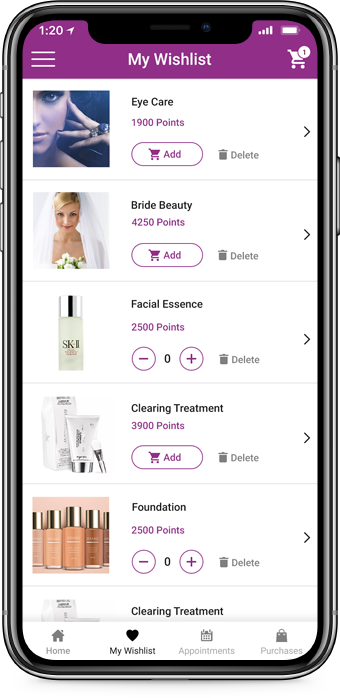 1:20
My Wishlist
1
Eye Care
1900 Points
Add
Delete
Bride Beauty
4250 Points
Add
Delete
Facial Essence
2500 Points
SK-II
0
Delete
Clearing Treatment
3900 Points
Add
Delete
Foundation
2500 Points
0
Delete
Clearing Treatment
Home
My Wishlist
Appointments
Purchases